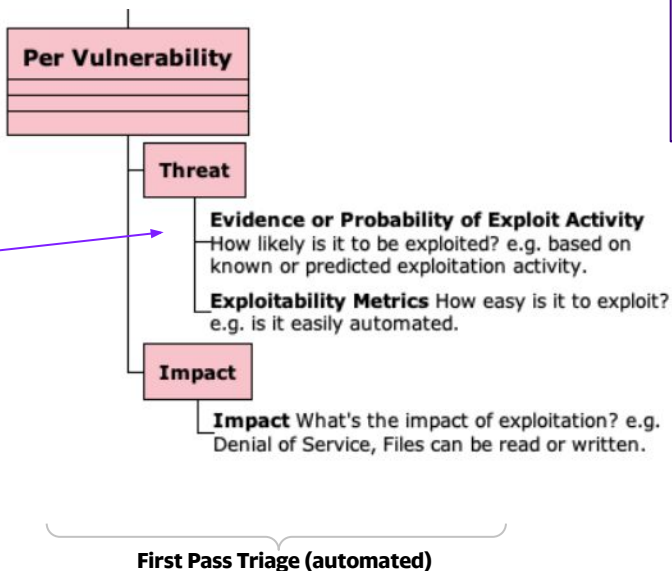 Per Vulnerability
Threat
Evidence or Probability of Exploit Activity
How likely is it to be exploited? e.g. based on
known or predicted exploitation activity.
Exploitability Metrics How easy is it to exploit?
e.g. is it easily automated.
Impact
Impact What's the impact of exploitation? e.g.
Denial of Service, Files can be read or written.
First Pass Triage (automated)